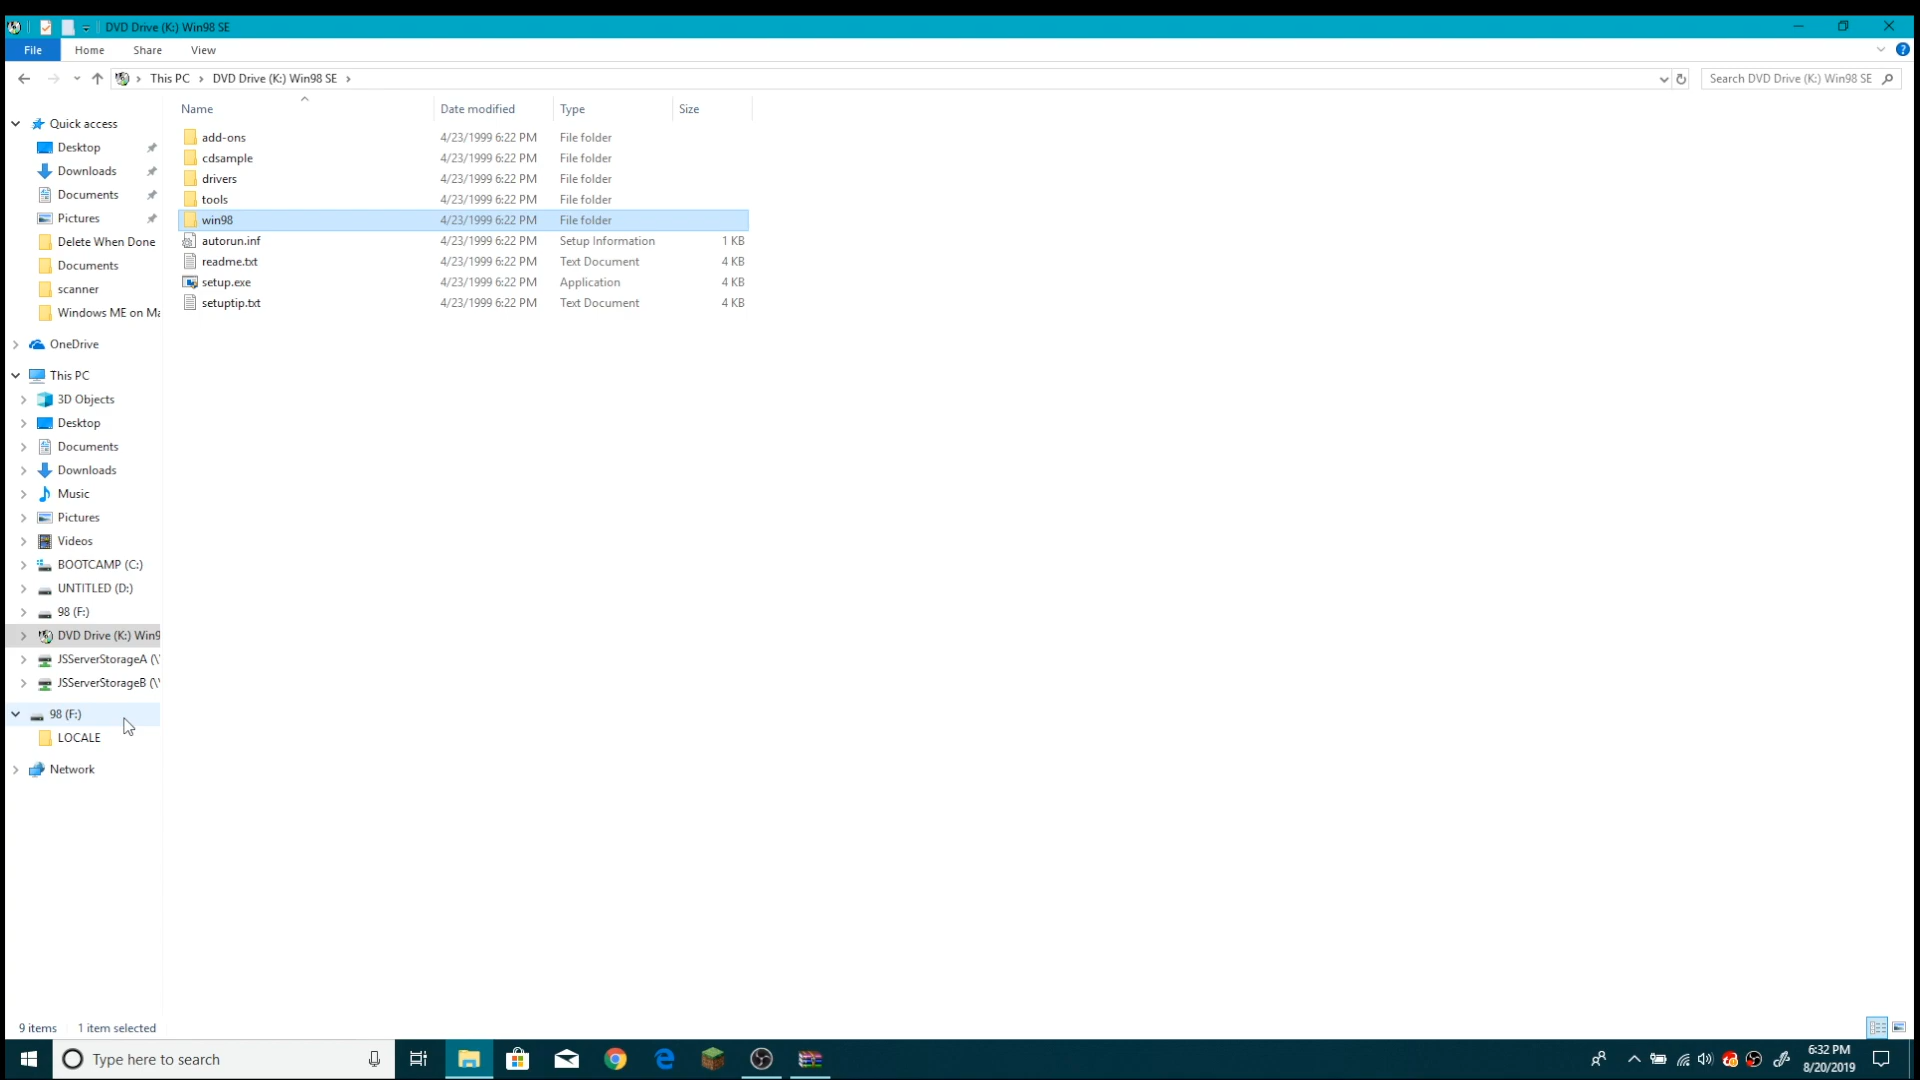 DVD Drive (K:) Win98 SE
File Home Share View
This PC DVD Drive (K:) Win98 SE
Search DVD Drive (K:) Win98 SE
Name Date modified Type Size
add-ons 4/23/1999 6:22 PM File folder
cdsample 4/23/1999 6:22 PM File folder
drivers 4/23/1999 6:22 PM File folder
tools 4/23/1999 6:22 PM File folder
win98 4/23/1999 6:22 PM File folder
autorun.inf 4/23/1999 6:22 PM Setup Information 1 KB
readme.txt 4/23/1999 6:22 PM Text Document 4 KB
setup.exe 4/23/1999 6:22 PM Application 4 KB
setuptip.txt 4/23/1999 6:22 PM Text Document 4 KB
Quick access
Desktop
Downloads
Documents
Pictures
Delete When Done
Documents
scanner
Windows ME on Ma
OneDrive
This PC
3D Objects
Desktop
Documents
Downloads
Music
Pictures
Videos
BOOTCAMP (C:)
UNTITLED (D:)
98 (F:)
DVD Drive (K:) Win9
JSServerStorageA (\\
JSServerStorageB (\\
98 (F:)
LOCALE
Network
9 items 1 item selected
Type here to search
6:32 PM
8/20/2019